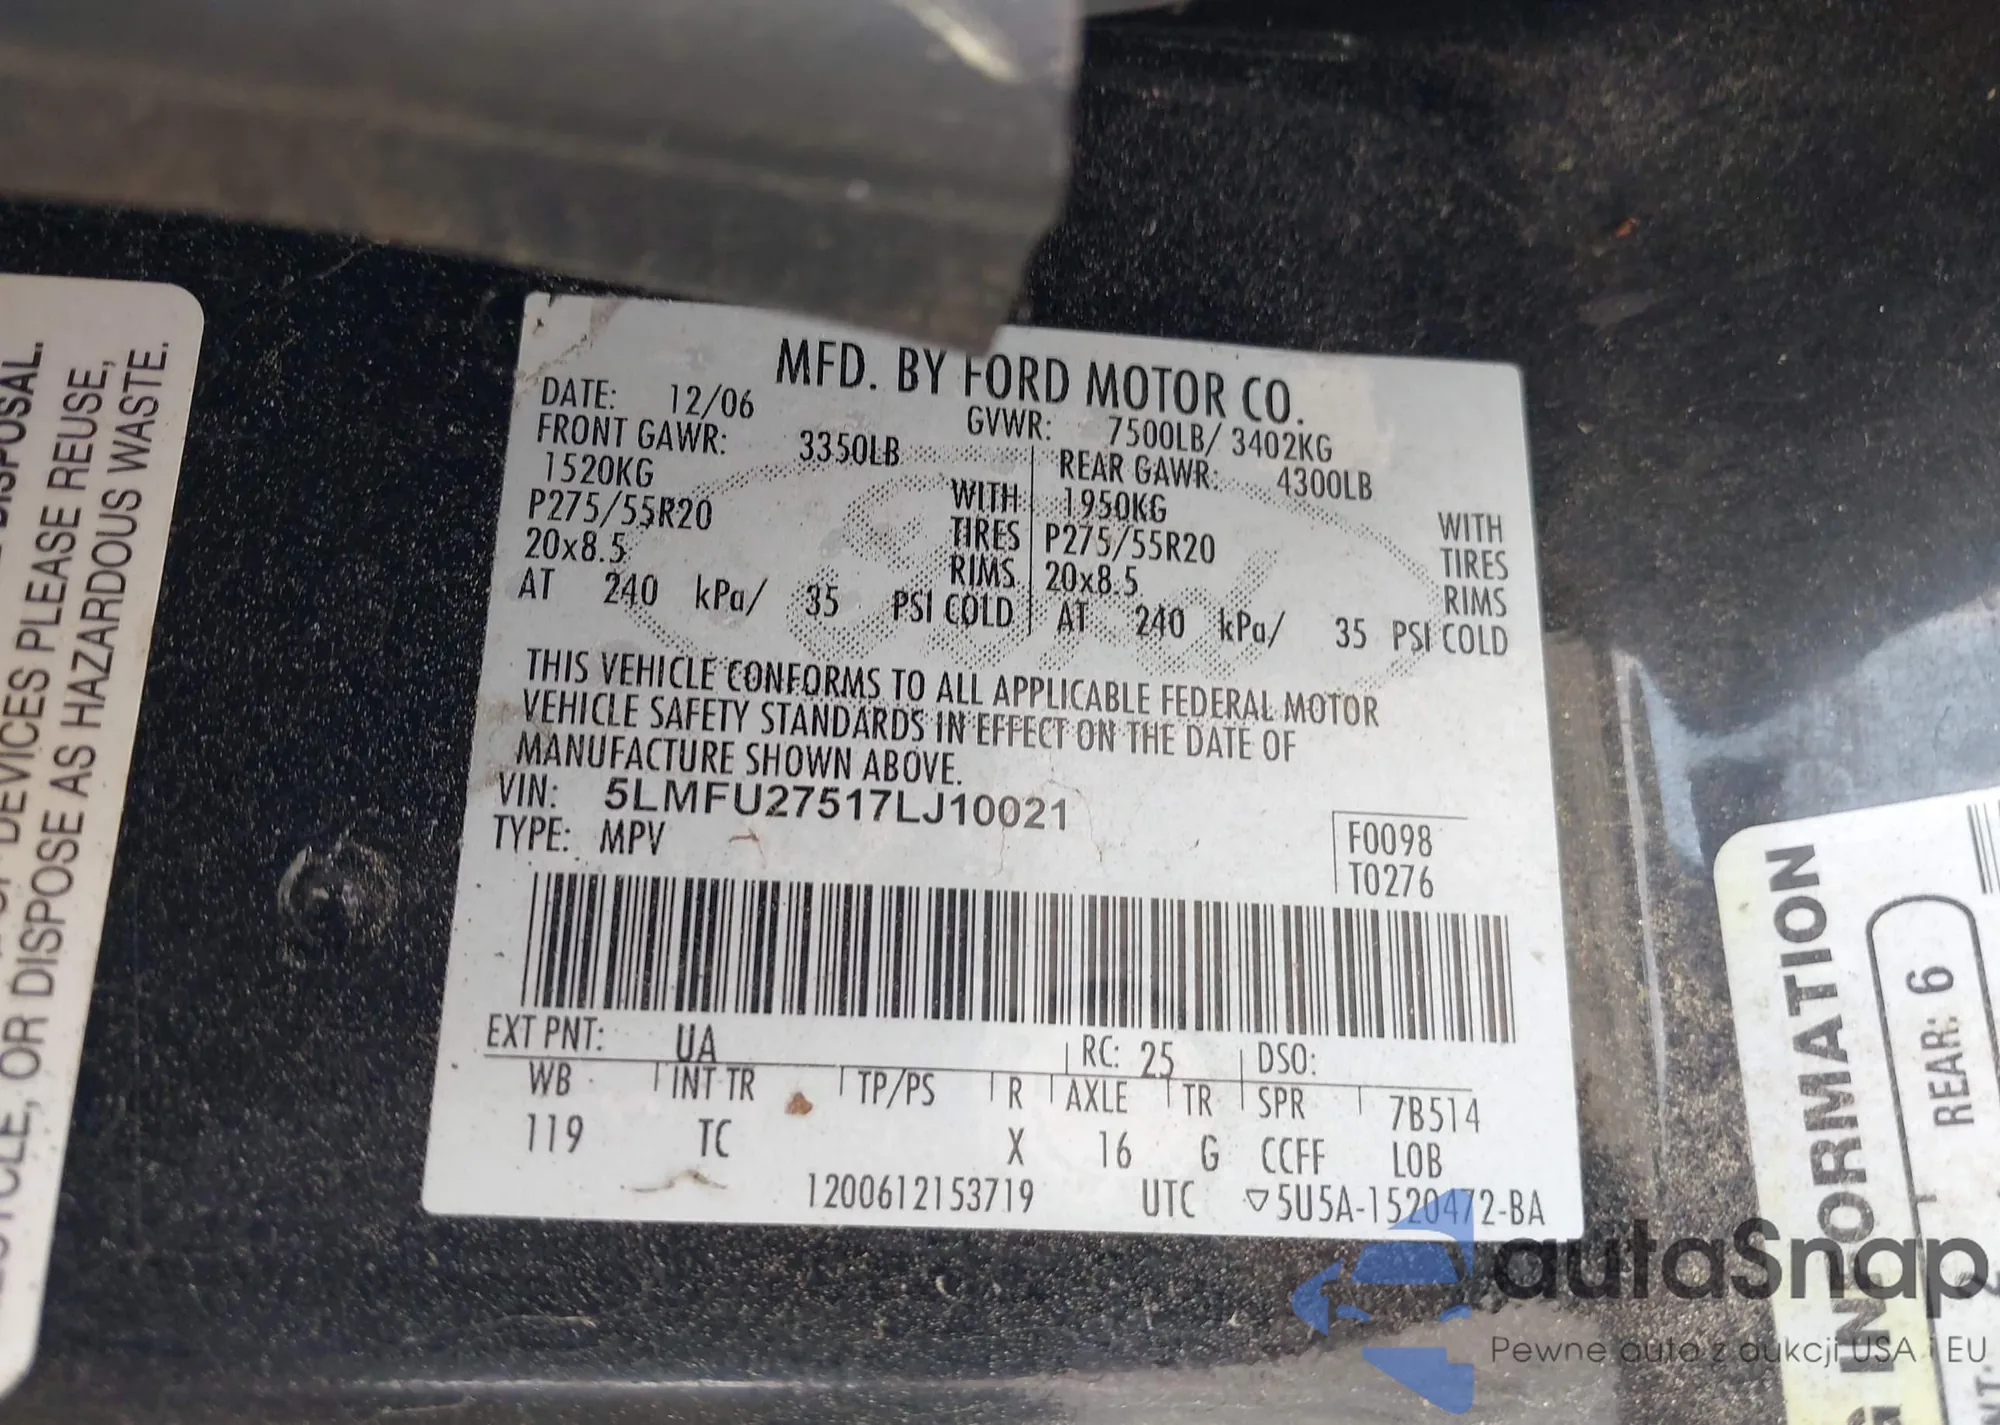 DISPOSAL.
DEVICES PLEASE REUSE,
OR DISPOSE AS HAZARDOUS WASTE.
MFD. BY FORD MOTOR CO.
DATE: 12/06 GVWR: 7500LB/ 3402KG
FRONT GAWR: 3350LB REAR GAWR: 4300LB
1520KG WITH 1950KG WITH
P275/55R20 TIRES P275/55R20 TIRES
20x8.5 RIMS 20x8.5 RIMS
AT 240 kPa/ 35 PSI COLD AT 240 kPa/ 35 PSI COLD
THIS VEHICLE CONFORMS TO ALL APPLICABLE FEDERAL MOTOR
VEHICLE SAFETY STANDARDS IN EFFECT ON THE DATE OF
MANUFACTURE SHOWN ABOVE.
VIN: 5LMFU27517LJ10021
TYPE: MPV
F0098
T0276
EXT PNT: UA RC: 25 DSO:
WB INT TR TP/PS R AXLE TR SPR 7B514
119 TC X 16 G CCFF LOB
1200612153719 UTC ▽5U5A-1520472-BA
INFORMATION
REAR: 6
autaSnap
Pewne auta z aukcji USA i EU